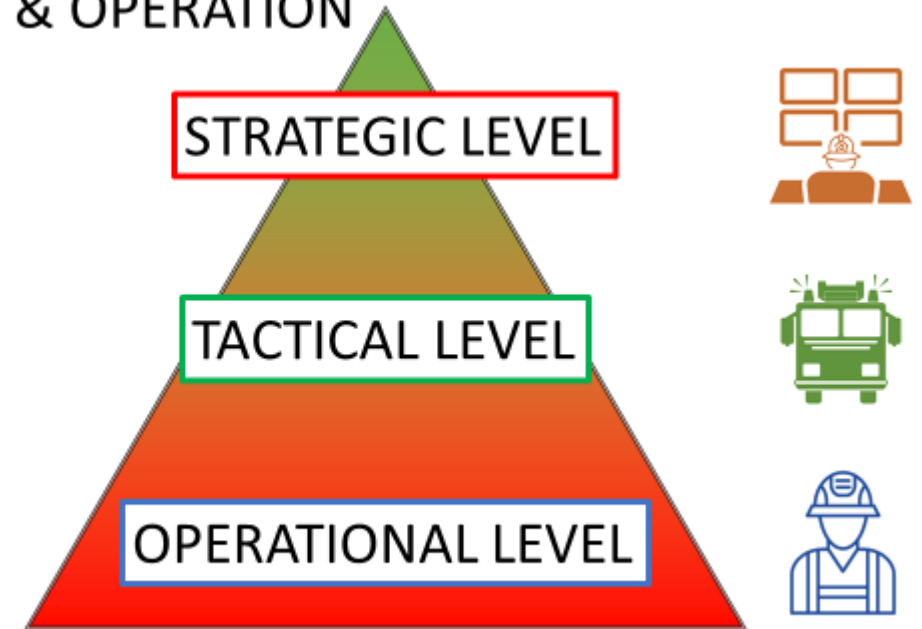 & OPERATION
STRATEGIC LEVEL
TACTICAL LEVEL
OPERATIONAL LEVEL